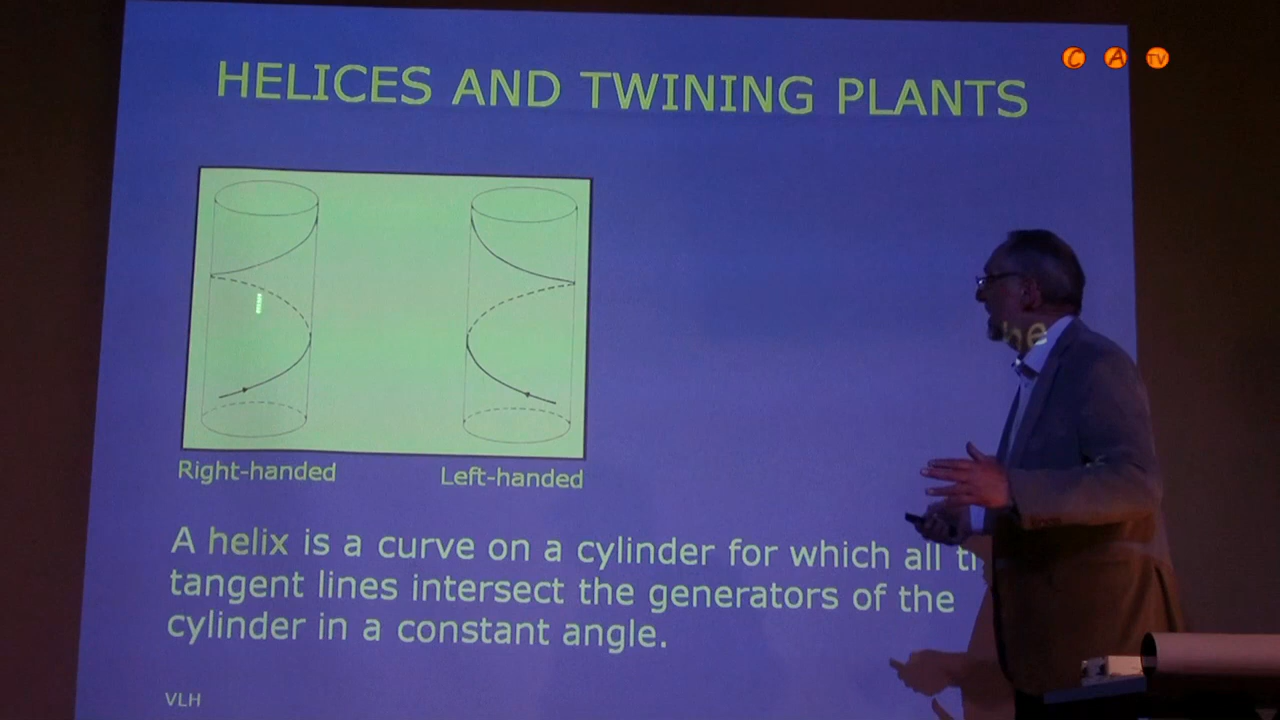 HELICES AND TWINING PLANTS
C A TV
Right-handed
Left-handed
A helix is a curve on a cylinder for which all
tangent lines intersect the generators of the
cylinder in a constant angle.
VLH